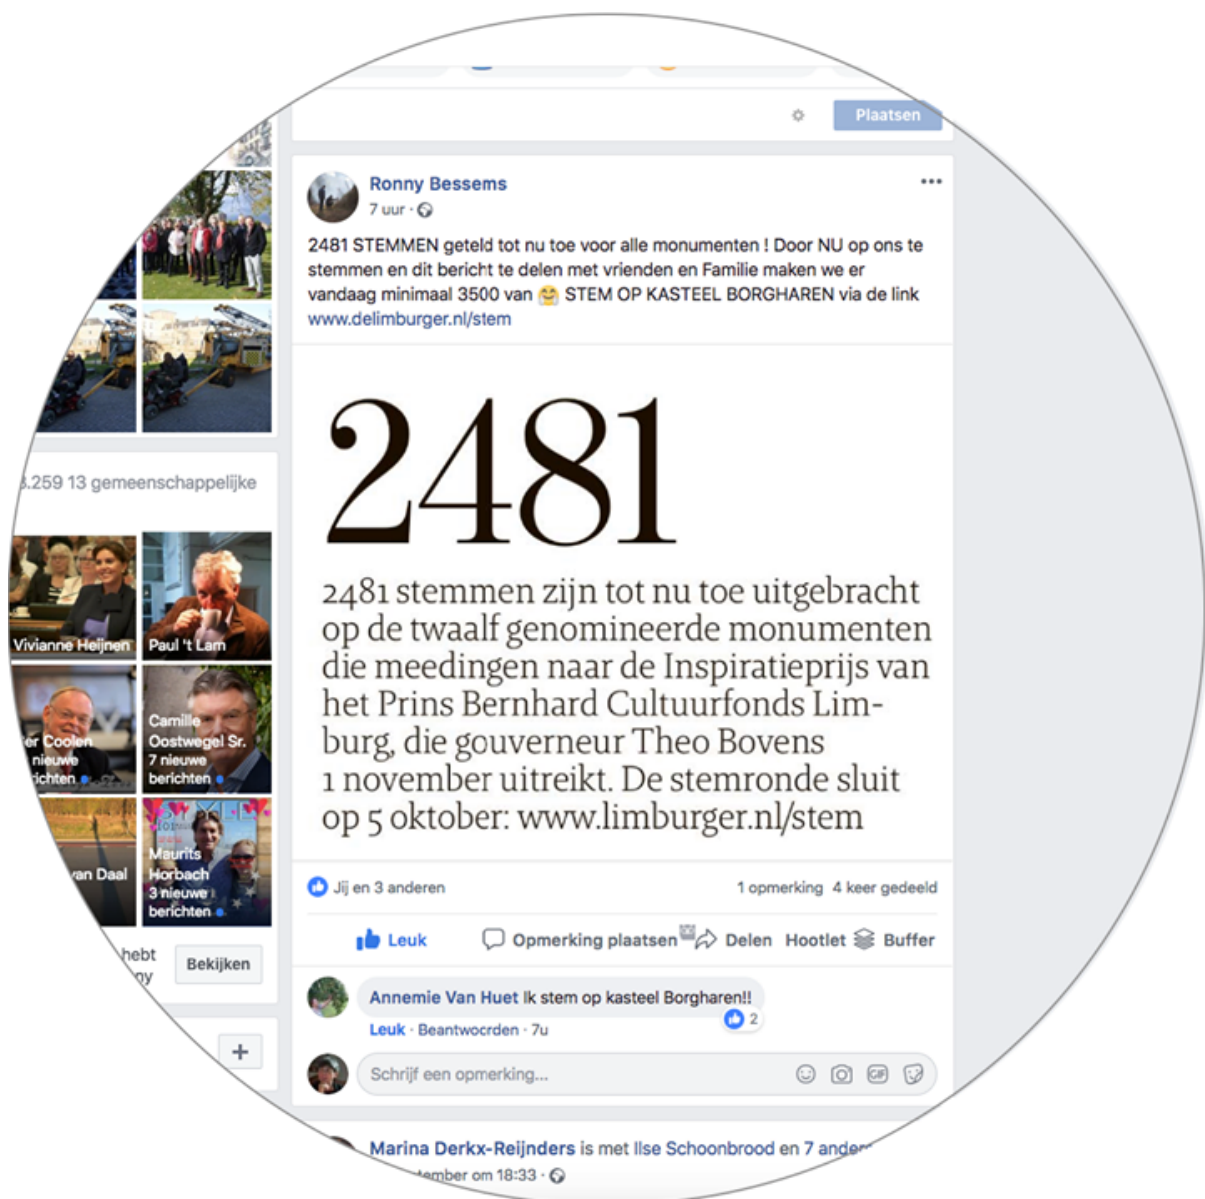 Plaatsen
Ronny Bessems
7 uur ·
2481 STEMMEN geteld tot nu toe voor alle monumenten ! Door NU op ons te
stemmen en dit bericht te delen met vrienden en Familie maken we er
vandaag minimaal 3500 van 🤗 STEM OP KASTEEL BORGHAREN via de link
www.delimburger.nl/stem
2481
2481 stemmen zijn tot nu toe uitgebracht
op de twaalf genomineerde monumenten
die meedingen naar de Inspiratieprijs van
het Prins Bernhard Cultuurfonds Lim-
burg, die gouverneur Theo Bovens
1 november uitreikt. De stemronde sluit
op 5 oktober: www.limburger.nl/stem
Jij en 3 anderen
1 opmerking 4 keer gedeeld
Leuk Opmerking plaatsen Delen Hootlet Buffer
Annemie Van Huet Ik stem op kasteel Borgharen!!
2
Leuk · Beantwoorden · 7u
Schrijf een opmerking...
GIF
Marina Derkx-Reijnders is met Ilse Schoonbrood en 7
om 18:33 ·
.259 13 gemeenschappelijke
Vivianne Heijnen
Paul 't Lam
Coolen
nieuwe
Camille
Oostwegel Sr.
7 nieuwe
berichten
van Daal
Maurits
Horbach
3 nieuwe
berichten
hebt
Bekijken
+